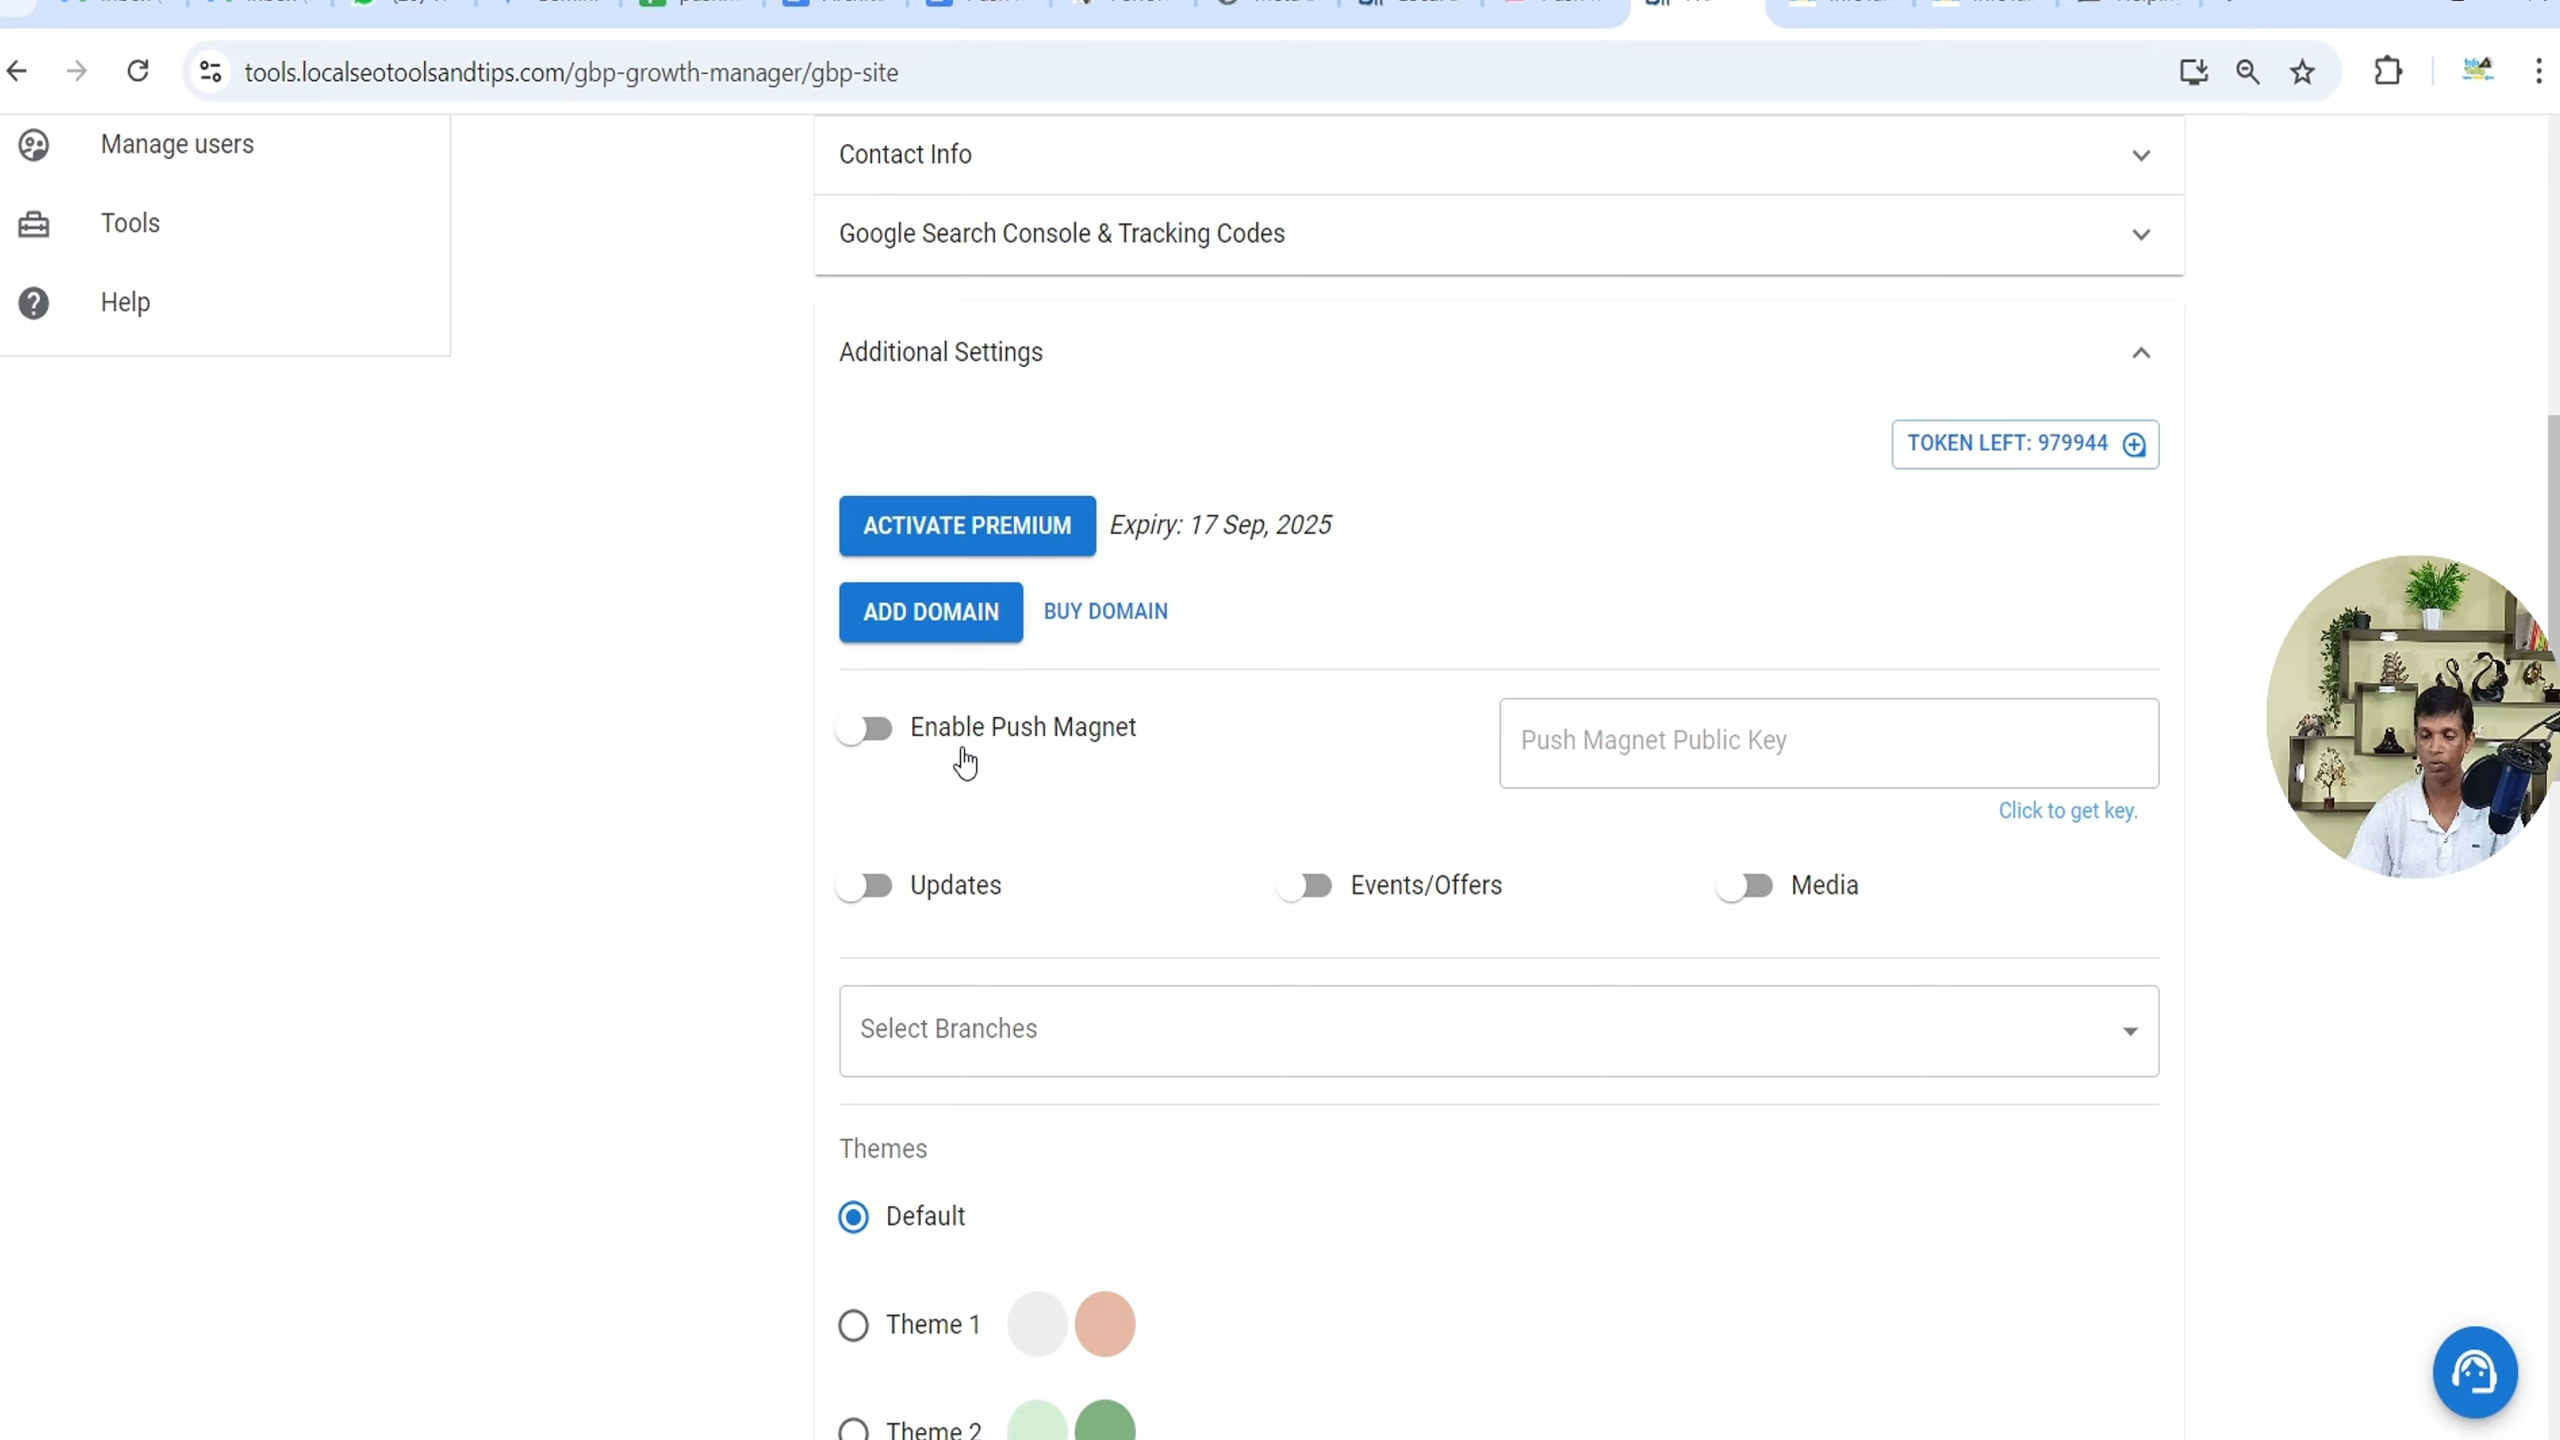 tools.localseotoolsandtips.com/gbp-growth-manager/gbp-site
Manage users
Tools
Help
Contact Info
Google Search Console & Tracking Codes
Additional Settings
TOKEN LEFT: 979944
ACTIVATE PREMIUM Expiry: 17 Sep, 2025
ADD DOMAIN BUY DOMAIN
Enable Push Magnet
Push Magnet Public Key
Click to get key.
Updates Events/Offers Media
Select Branches
Themes
Default
Theme 1
Theme 2